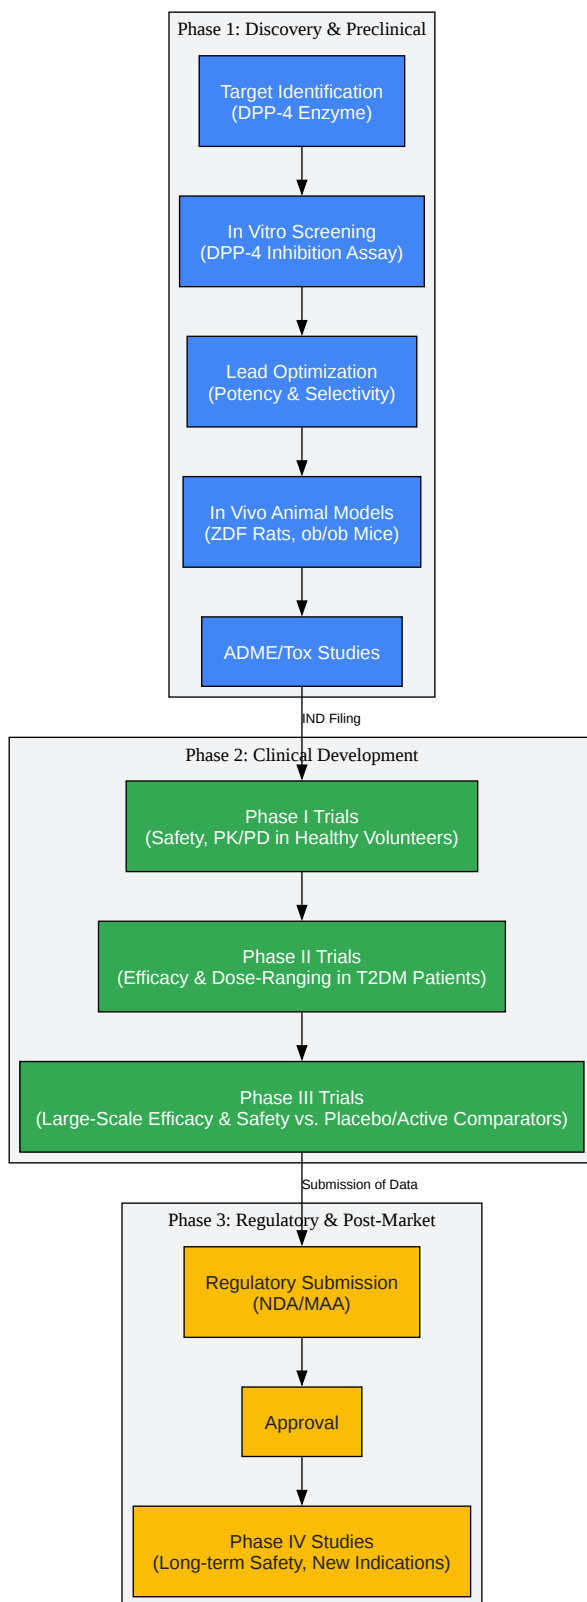 Phase 1: Discovery & Preclinical
Target Identification
(DPP-4 Enzyme)
In Vitro Screening
(DPP-4 Inhibition Assay)
Lead Optimization
(Potency & Selectivity)
In Vivo Animal Models
(ZDF Rats, ob/ob Mice)
ADME/Tox Studies
IND Filing
Phase 2: Clinical Development
Phase I Trials
(Safety, PK/PD in Healthy Volunteers)
Phase II Trials
(Efficacy & Dose-Ranging in T2DM Patients)
Phase III Trials
(Large-Scale Efficacy & Safety vs. Placebo/Active Comparators)
Submission of Data
Phase 3: Regulatory & Post-Market
Regulatory Submission
(NDA/MAA)
Approval
Phase IV Studies
(Long-term Safety, New Indications)